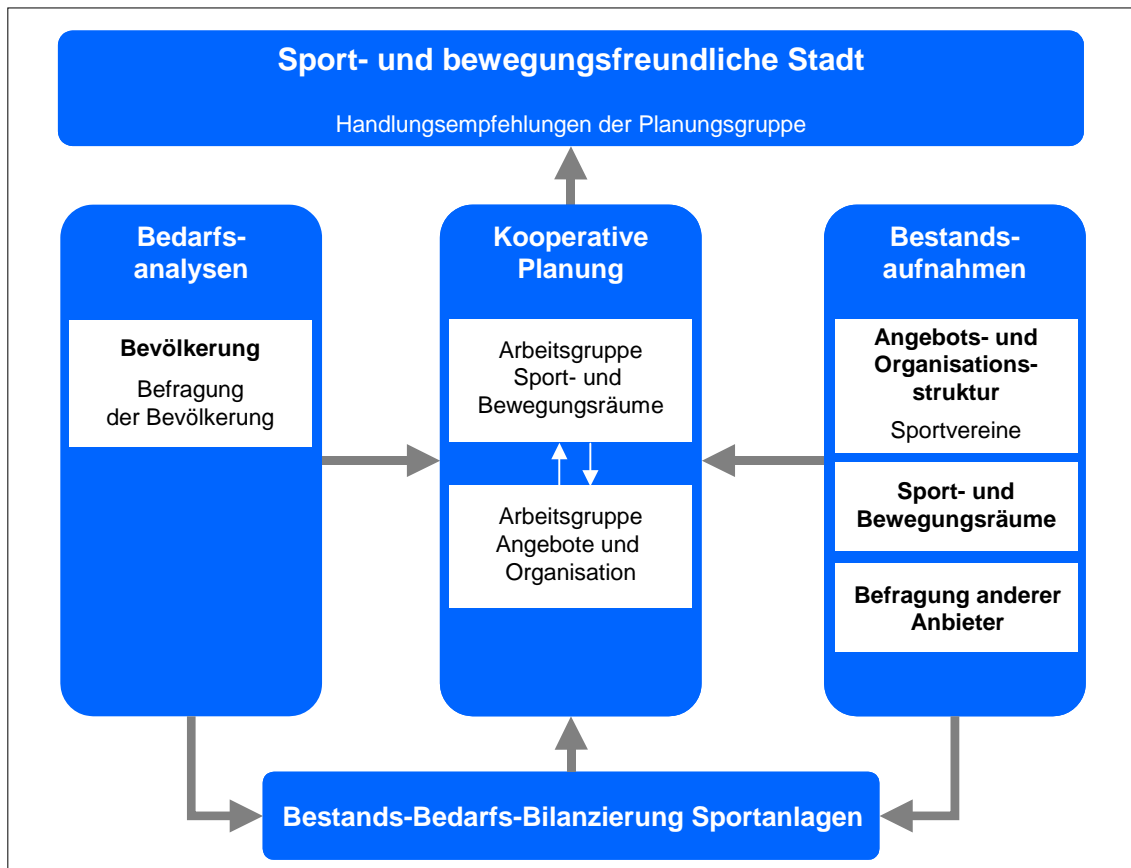 Sport- und bewegungsfreundliche Stadt
Handlungsempfehlungen der Planungsgruppe
Bedarfs-
analysen
Bevölkerung
Befragung
der Bevölkerung
Kooperative
Planung
Arbeitsgruppe
Sport- und
Bewegungsräume
Arbeitsgruppe
Angebote und
Organisation
Bestands-
aufnahmen
Angebots- und
Organisations-
struktur
Sportvereine
Sport- und
Bewegungsräume
Befragung anderer
Anbieter
Bestands-Bedarfs-Bilanzierung Sportanlagen